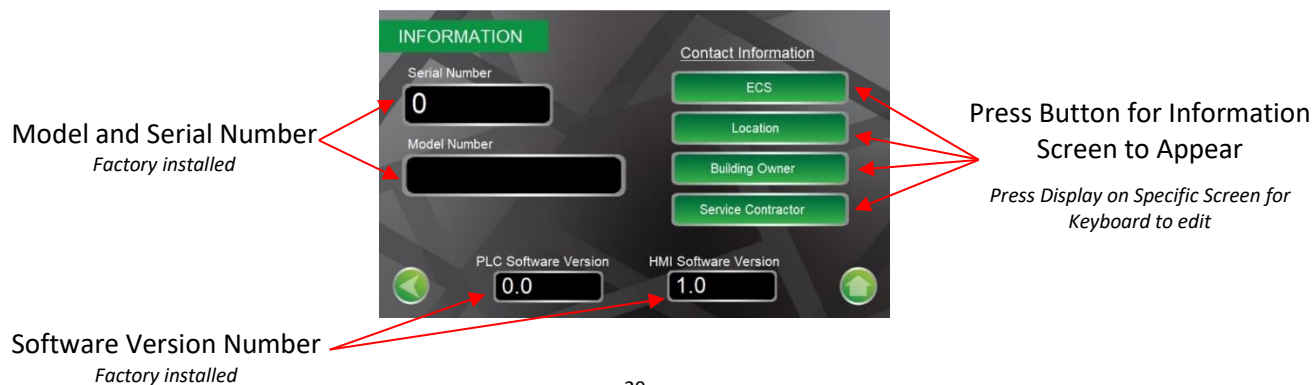 INFORMATION
Contact Information
Serial Number
0
ECS
Location
Model Number
Building Owner
Service Contractor
PLC Software Version
0.0
HMI Software Version
1.0
Model and Serial Number
Factory installed
Press Button for Information
Screen to Appear
Press Display on Specific Screen for
Keyboard to edit
Software Version Number
Factory installed